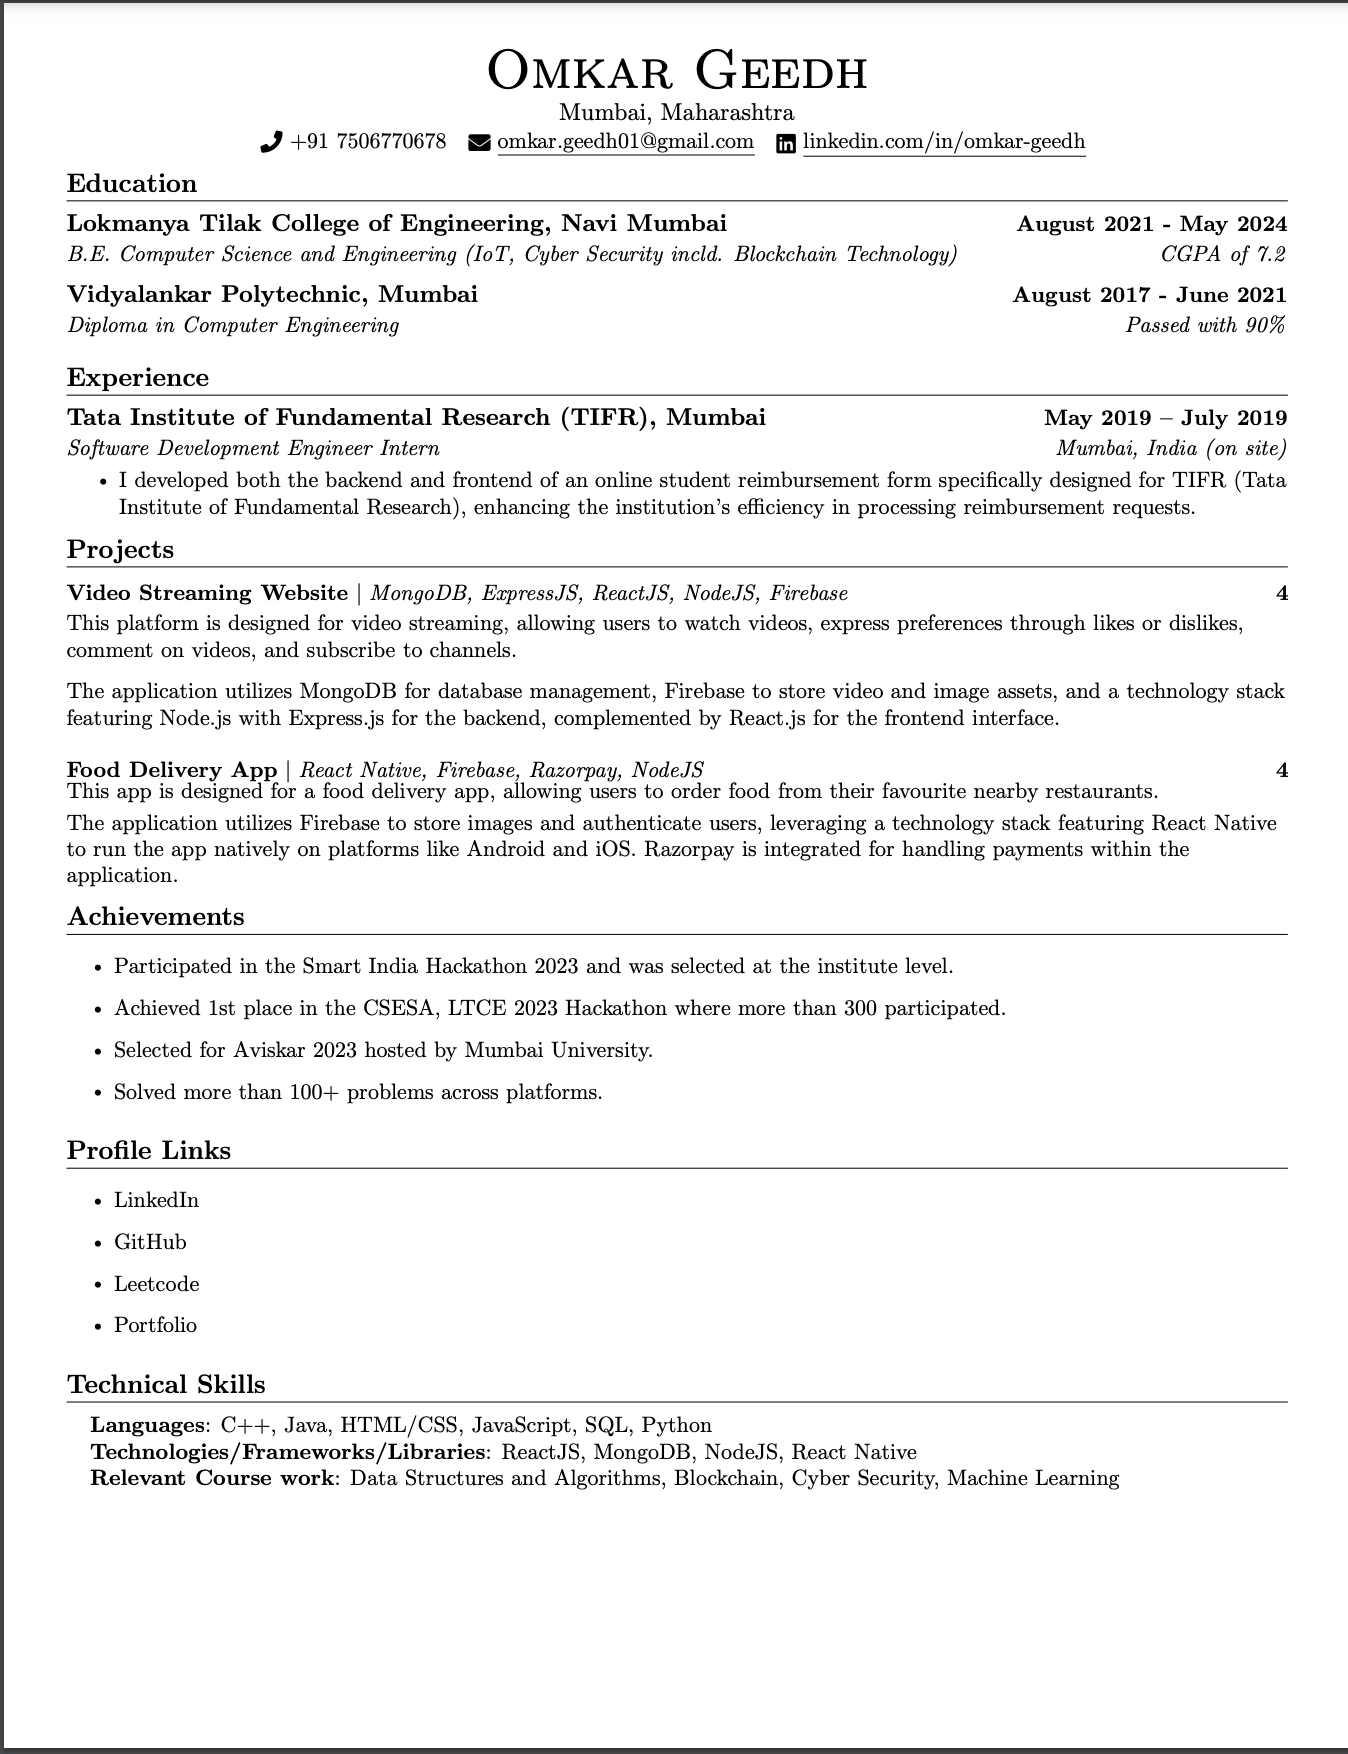 Omkar Geedh
Mumbai, Maharashtra
+91 7506770678 omkar.geedh01@gmail.com linkedin.com/in/omkar-geedh
Education
Lokmanya Tilak College of Engineering, Navi Mumbai August 2021 - May 2024
B.E. Computer Science and Engineering (IoT, Cyber Security incld. Blockchain Technology) CGPA of 7.2
Vidyalankar Polytechnic, Mumbai August 2017 - June 2021
Diploma in Computer Engineering Passed with 90%
Experience
Tata Institute of Fundamental Research (TIFR), Mumbai May 2019 – July 2019
Software Development Engineer Intern Mumbai, India (on site)
• I developed both the backend and frontend of an online student reimbursement form specifically designed for TIFR (Tata
Institute of Fundamental Research), enhancing the institution's efficiency in processing reimbursement requests.
Projects
Video Streaming Website | MongoDB, ExpressJS, ReactJS, NodeJS, Firebase 4
This platform is designed for video streaming, allowing users to watch videos, express preferences through likes or dislikes,
comment on videos, and subscribe to channels.
The application utilizes MongoDB for database management, Firebase to store video and image assets, and a technology stack
featuring Node.js with Express.js for the backend, complemented by React.js for the frontend interface.
Food Delivery App | React Native, Firebase, Razorpay, NodeJS 4
This app is designed for a food delivery app, allowing users to order food from their favourite nearby restaurants.
The application utilizes Firebase to store images and authenticate users, leveraging a technology stack featuring React Native
to run the app natively on platforms like Android and iOS. Razorpay is integrated for handling payments within the
application.
Achievements
• Participated in the Smart India Hackathon 2023 and was selected at the institute level.
• Achieved 1st place in the CSESA, LTCE 2023 Hackathon where more than 300 participated.
• Selected for Aviskar 2023 hosted by Mumbai University.
• Solved more than 100+ problems across platforms.
Profile Links
• LinkedIn
• GitHub
• Leetcode
• Portfolio
Technical Skills
Languages: C++, Java, HTML/CSS, JavaScript, SQL, Python
Technologies/Frameworks/Libraries: ReactJS, MongoDB, NodeJS, React Native
Relevant Course work: Data Structures and Algorithms, Blockchain, Cyber Security, Machine Learning